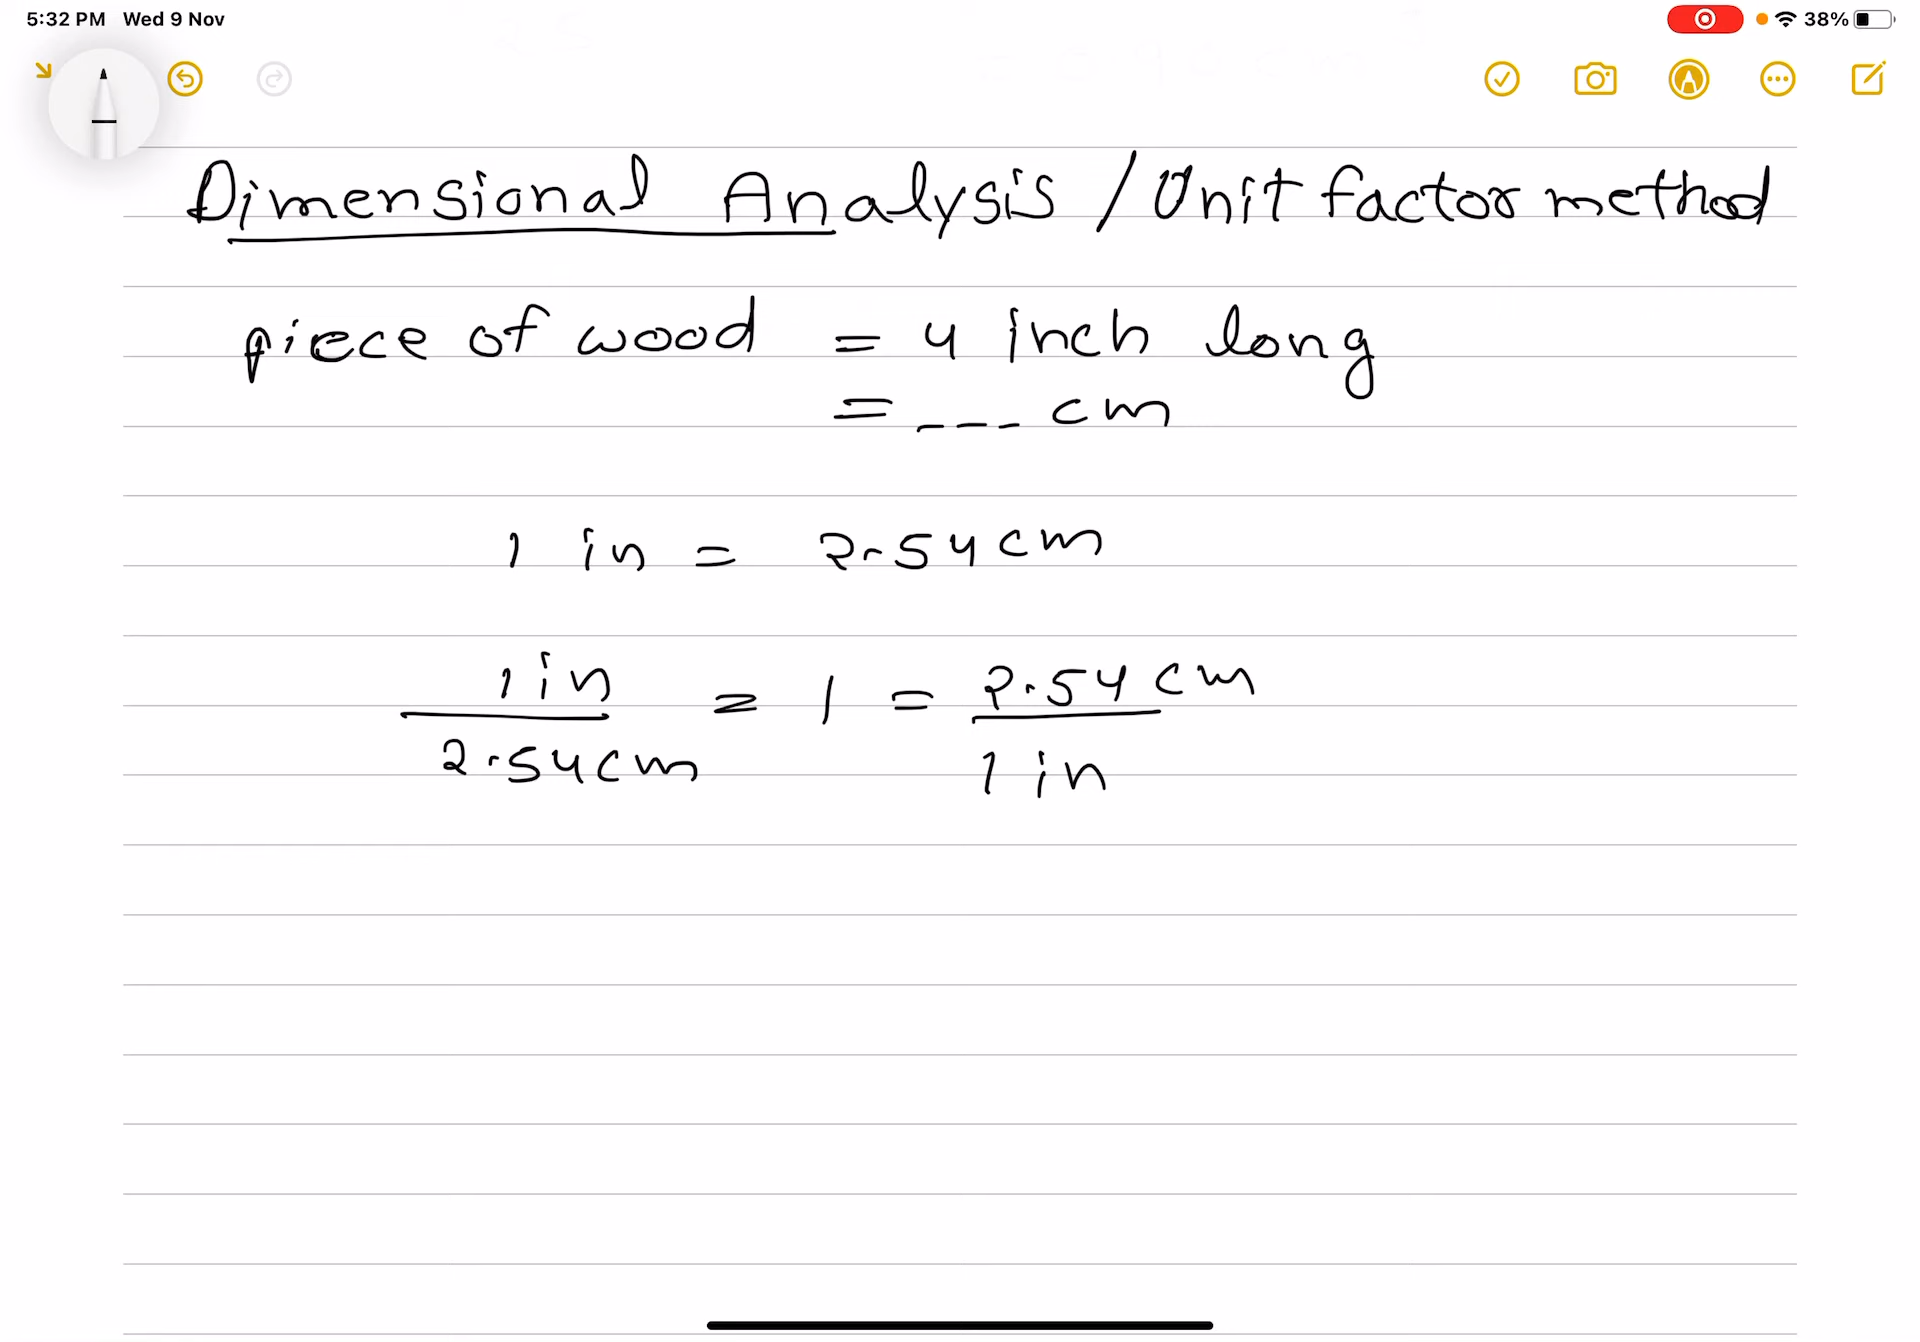 5:32 PM Wed 9 Nov 38%
Dimensional Analysis / Unit factor method
piece of wood = 4 inch long
= --- cm
1 in = 2.54 cm
1 in / 2.54 cm = 1 = 2.54 cm / 1 in